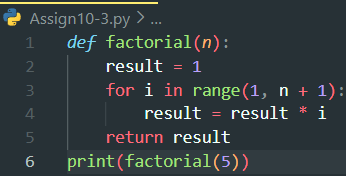 Assign10-3.py > ...
1 def factorial(n):
2     result = 1
3     for i in range(1, n + 1):
4         result = result * i
5     return result
6 print(factorial(5))